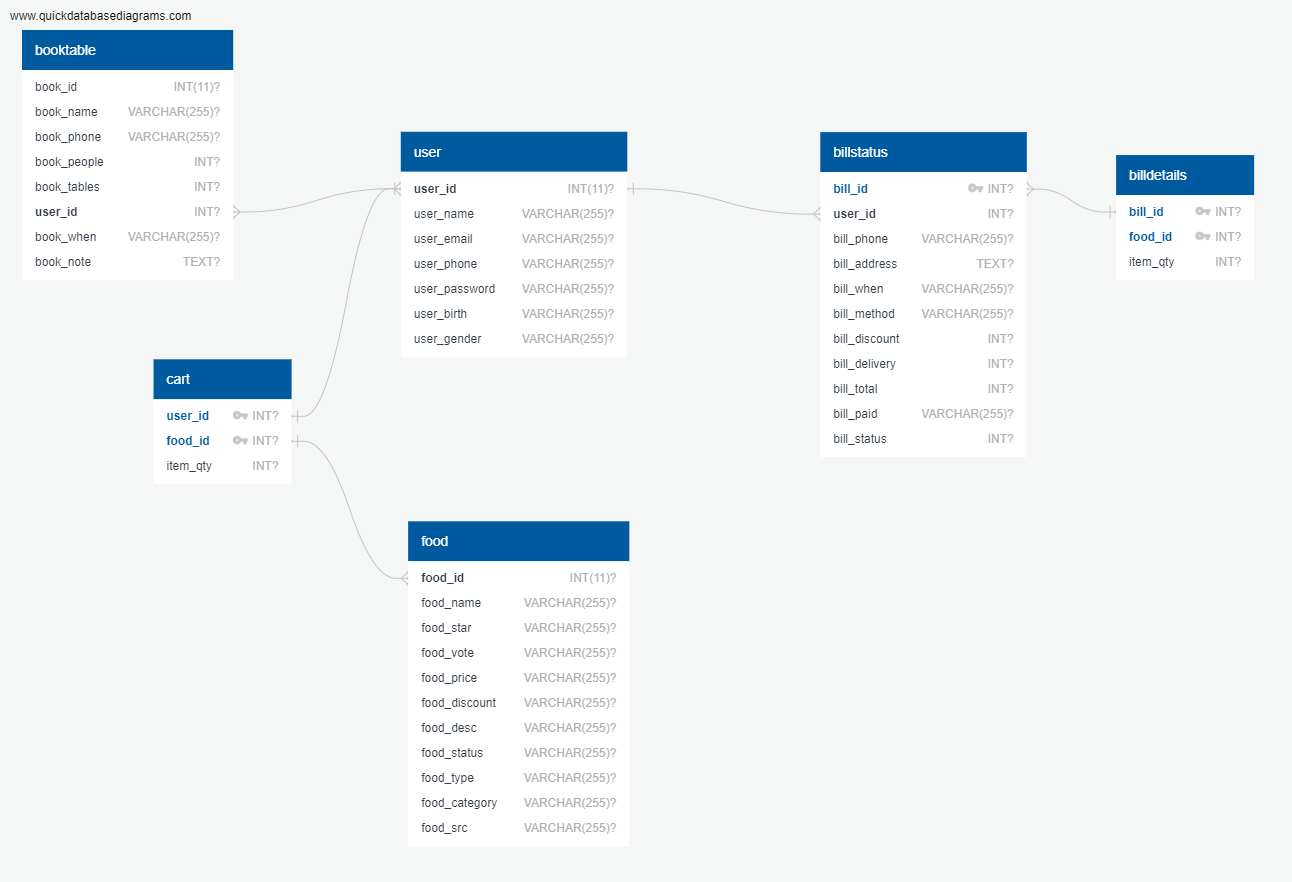 www.quickdatabasediagrams.com
booktable
book_id INT(11)?
book_name VARCHAR(255)?
book_phone VARCHAR(255)?
book_people INT?
book_tables INT?
user_id INT?
book_when VARCHAR(255)?
book_note TEXT?
user
user_id INT(11)?
user_name VARCHAR(255)?
user_email VARCHAR(255)?
user_phone VARCHAR(255)?
user_password VARCHAR(255)?
user_birth VARCHAR(255)?
user_gender VARCHAR(255)?
billstatus
bill_id INT?
user_id INT?
bill_phone VARCHAR(255)?
bill_address TEXT?
bill_when VARCHAR(255)?
bill_method VARCHAR(255)?
bill_discount INT?
bill_delivery INT?
bill_total INT?
bill_paid VARCHAR(255)?
bill_status INT?
billdetails
bill_id INT?
food_id INT?
item_qty INT?
cart
user_id INT?
food_id INT?
item_qty INT?
food
food_id INT(11)?
food_name VARCHAR(255)?
food_star VARCHAR(255)?
food_vote VARCHAR(255)?
food_price VARCHAR(255)?
food_discount VARCHAR(255)?
food_desc VARCHAR(255)?
food_status VARCHAR(255)?
food_type VARCHAR(255)?
food_category VARCHAR(255)?
food_src VARCHAR(255)?